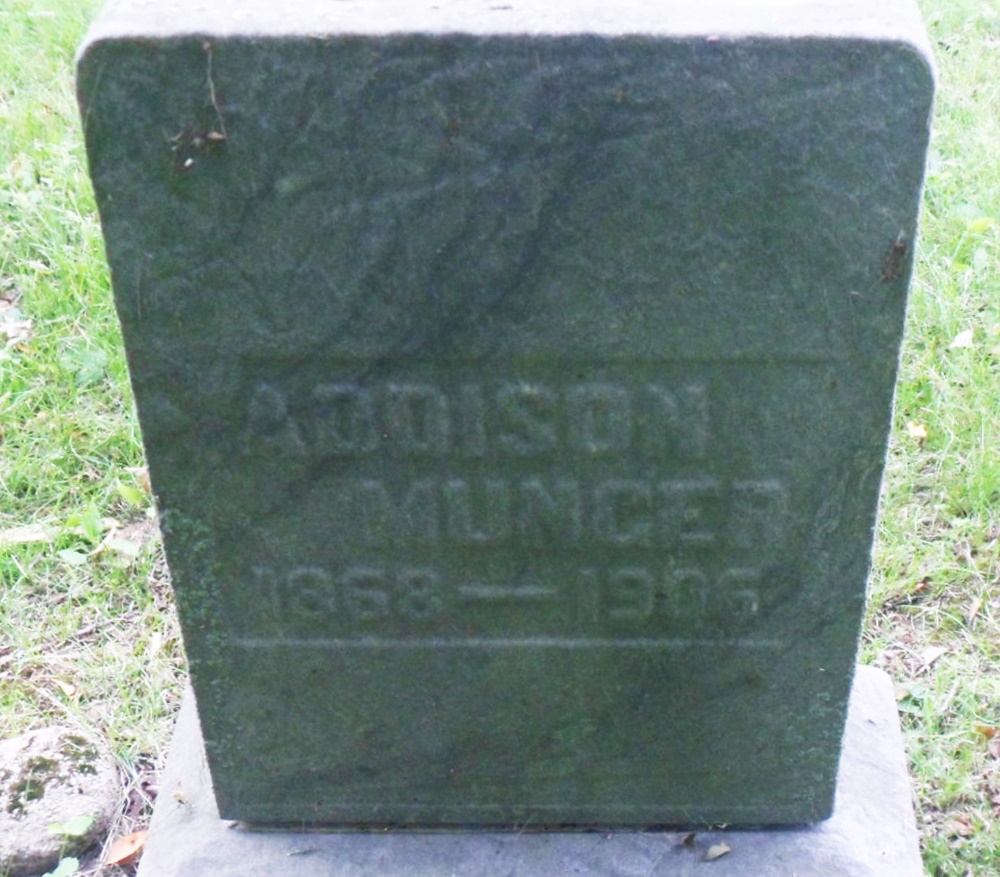 ADDISON
MUNGER
1868 — 1906